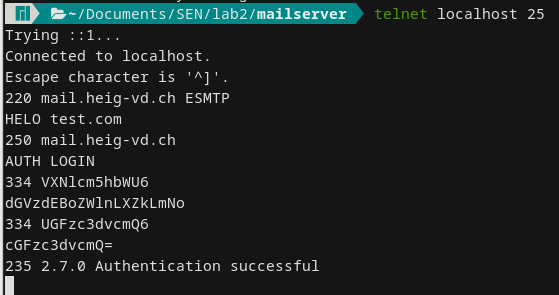 ~/Documents/SEN/lab2/mailserver telnet localhost 25
Trying ::1...
Connected to localhost.
Escape character is '^]'.
220 mail.heig-vd.ch ESMTP
HELO test.com
250 mail.heig-vd.ch
AUTH LOGIN
334 VXNlcm5hbWU6
dGVzdEBoZWlnLXZkLmNo
334 UGFzc3dvcmQ6
cGFzc3dvcmQ=
235 2.7.0 Authentication successful